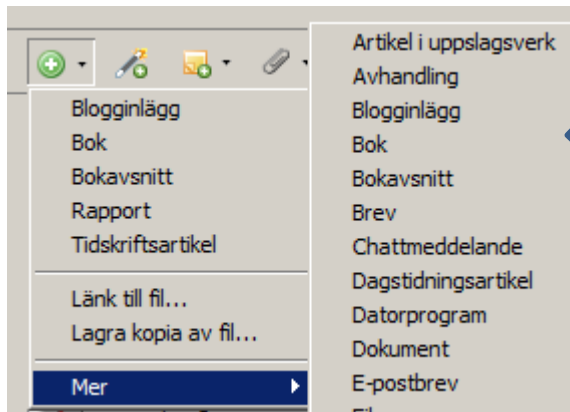 Blogginlägg
Bok
Bokavsnitt
Rapport
Tidskriftsartikel
Länk till fil...
Lagra kopia av fil...
Mer
Artikel i uppslagsverk
Avhandling
Blogginlägg
Bok
Bokavsnitt
Brev
Chattmeddelande
Dagstidningsartikel
Datorprogram
Dokument
E-postbrev